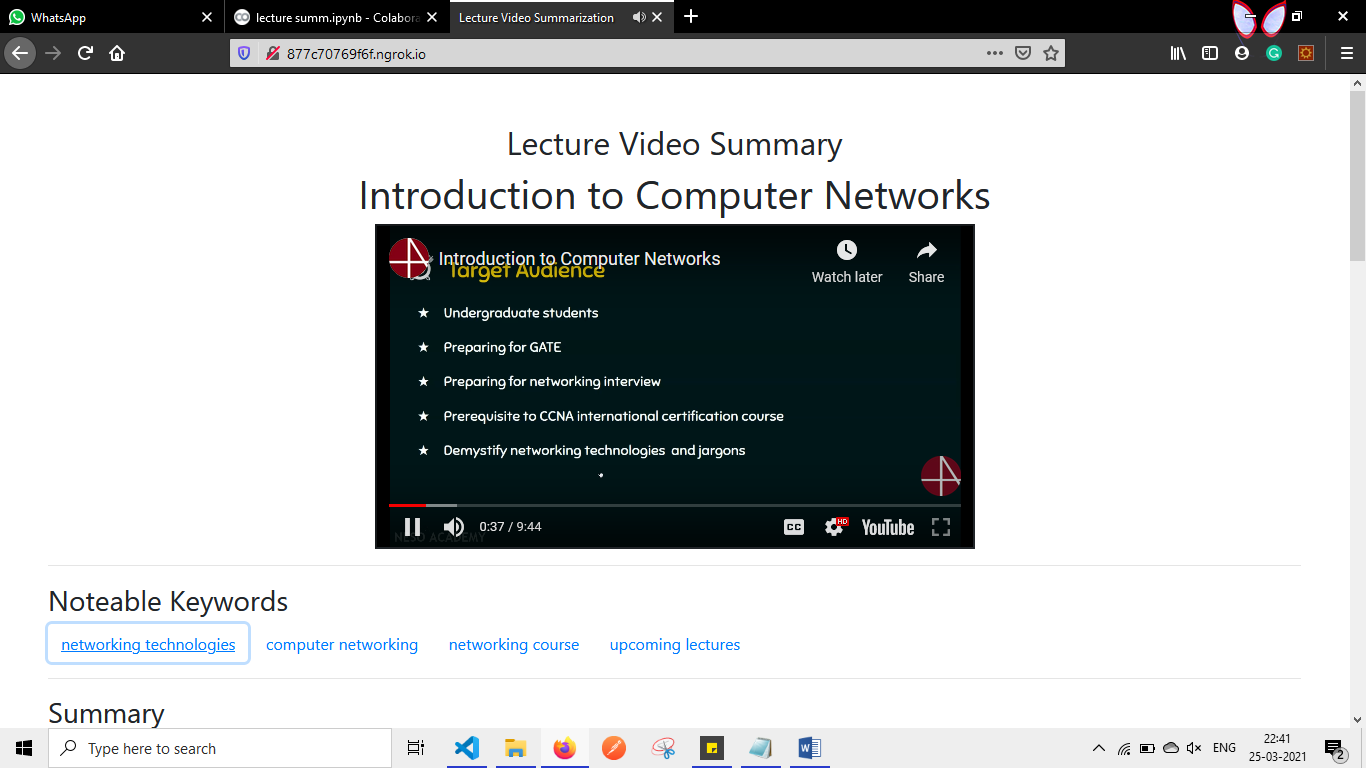 WhatsApp
lecture summ.ipynb - Colabora
Lecture Video Summarization
877c70769f6f.ngrok.io
Lecture Video Summary
Introduction to Computer Networks
Introduction to Computer Networks
Watch later
Share
Target Audience
★ Undergraduate students
★ Preparing for GATE
★ Preparing for networking interview
★ Prerequisite to CCNA international certification course
★ Demystify networking technologies and jargons
0:37 / 9:44
CC
HD
YouTube
NESO ACADEMY
Noteable Keywords
networking technologies computer networking networking course upcoming lectures
Summary
Type here to search
ENG
22:41
25-03-2021
2